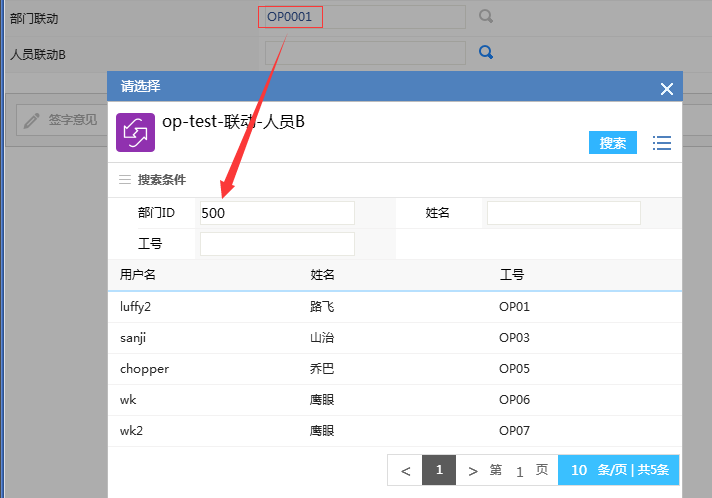 部门联动 OP0001
人员联动B
请选择
签字意见
op-test-联动-人员B
搜索
搜索条件
部门ID 500 姓名
工号
用户名 姓名 工号
luffy2 路飞 OP01
sanji 山治 OP03
chopper 乔巴 OP05
wk 鹰眼 OP06
wk2 鹰眼 OP07
< 1 > 第 1 页 10 条/页 | 共5条